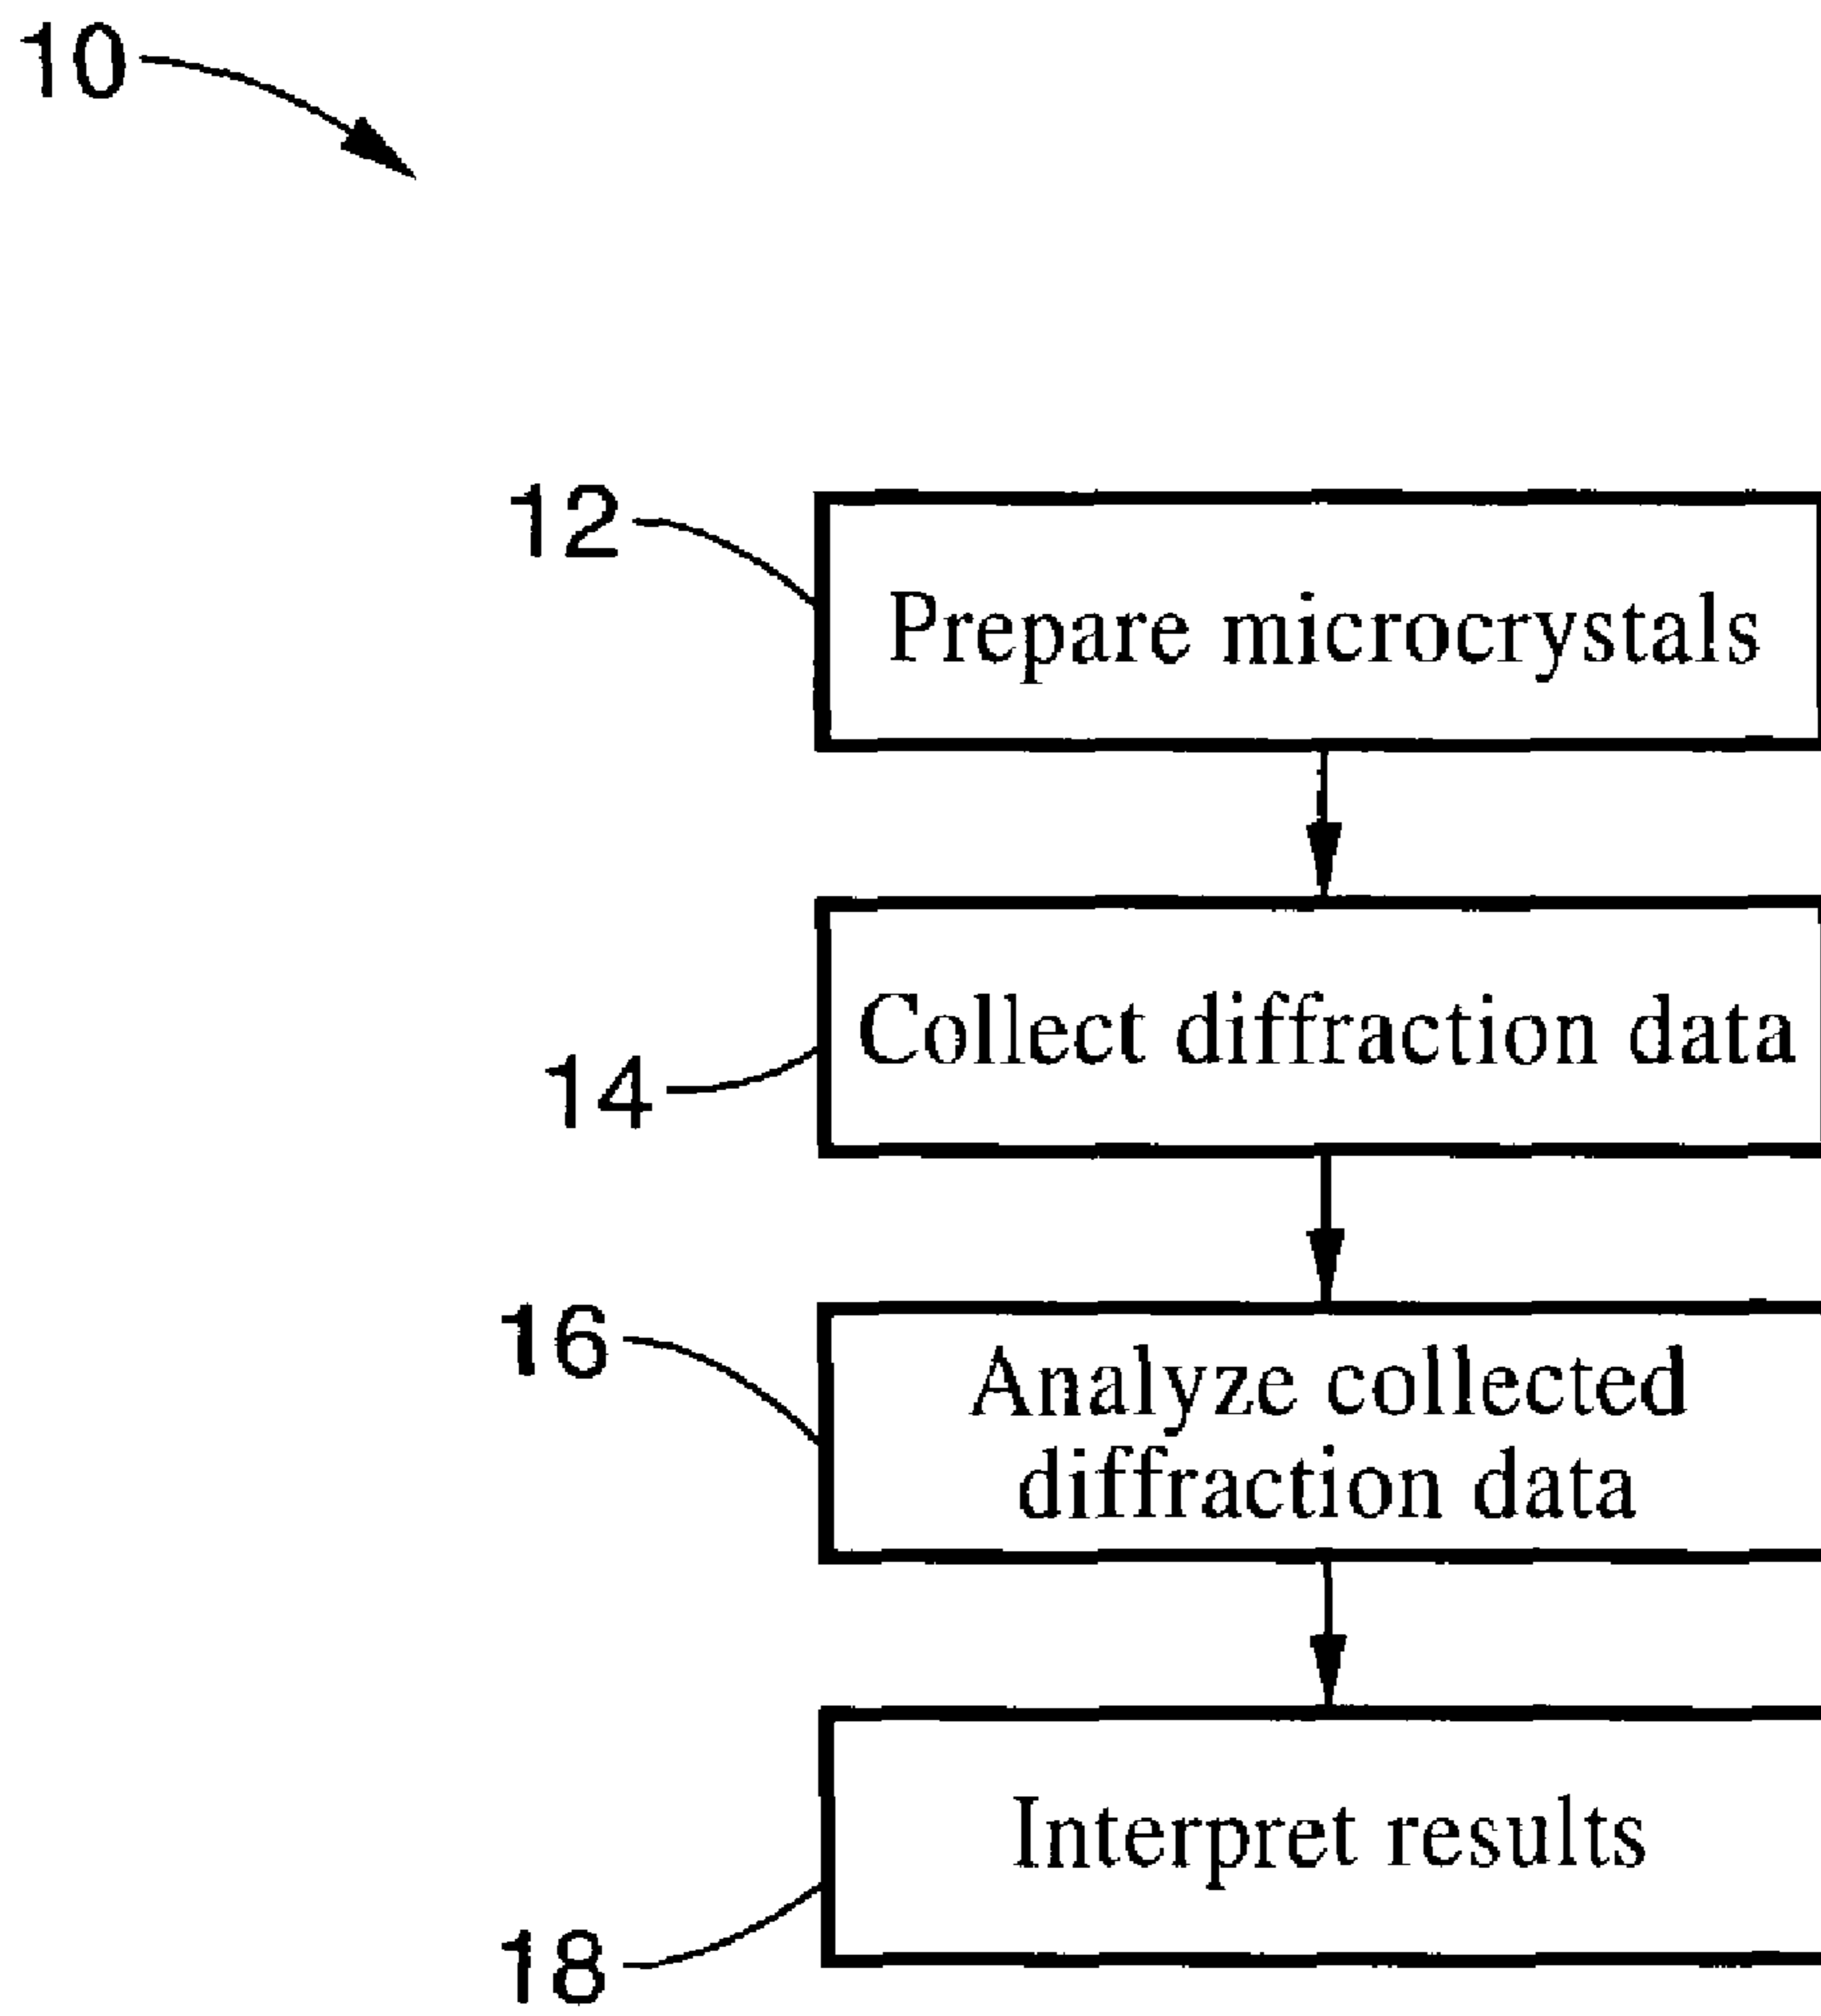 10
12
Prepare microcrystals
14
Collect diffraction data
16
Analyze collected
diffraction data
18
Interpret results